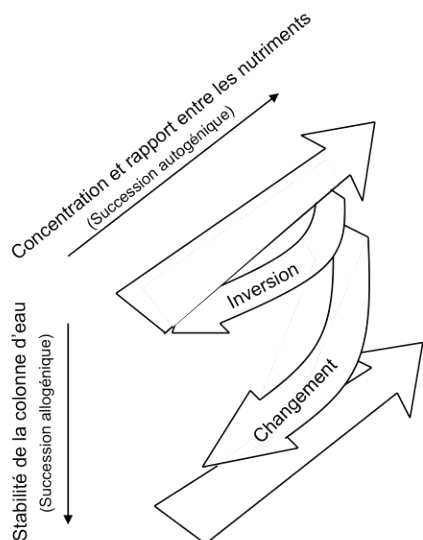 Concentration et rapport entre les nutriments
(Succession autogénique)
Inversion
Changement
Stabilité de la colonne d'eau
(Succession allogénique)